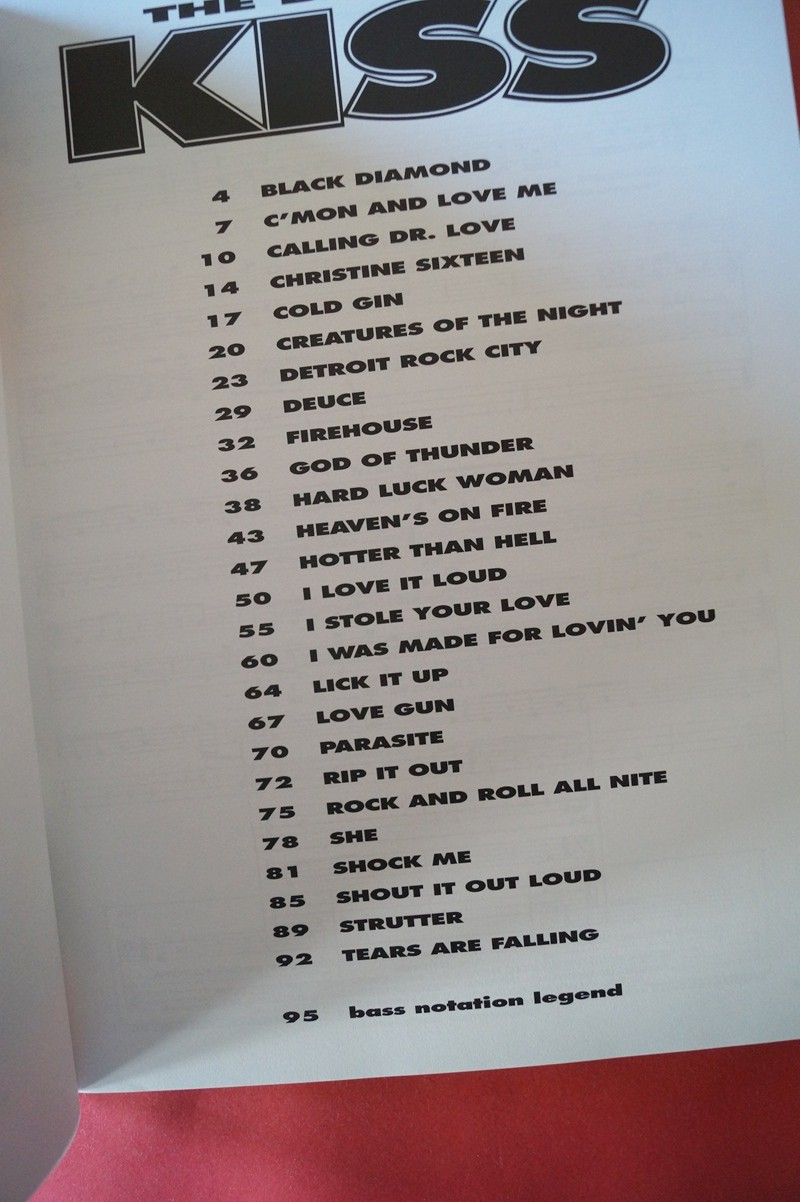 THE
KISS
4 BLACK DIAMOND
7 C'MON AND LOVE ME
10 CALLING DR. LOVE
14 CHRISTINE SIXTEEN
17 COLD GIN
20 CREATURES OF THE NIGHT
23 DETROIT ROCK CITY
29 DEUCE
32 FIREHOUSE
36 GOD OF THUNDER
38 HARD LUCK WOMAN
43 HEAVEN'S ON FIRE
47 HOTTER THAN HELL
50 I LOVE IT LOUD
55 I STOLE YOUR LOVE
60 I WAS MADE FOR LOVIN' YOU
64 LICK IT UP
67 LOVE GUN
70 PARASITE
72 RIP IT OUT
75 ROCK AND ROLL ALL NITE
78 SHE
81 SHOCK ME
85 SHOUT IT OUT LOUD
89 STRUTTER
92 TEARS ARE FALLING
95 bass notation legend